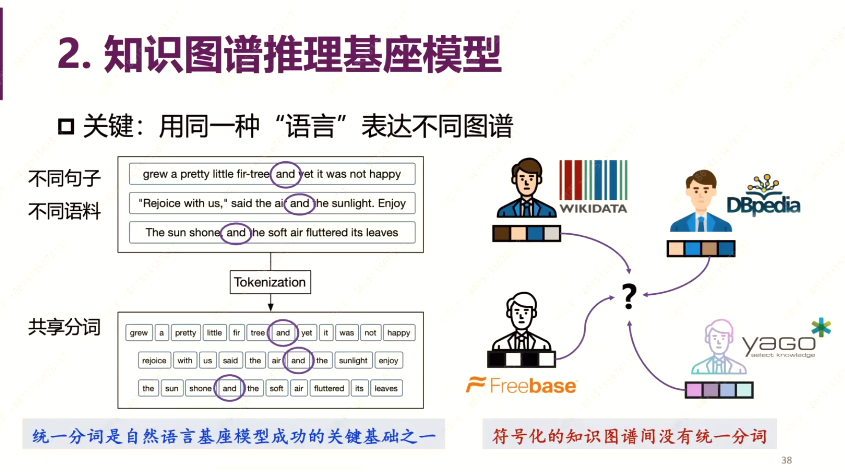 2. 知识图谱推理基座模型
关键：用同一种“语言”表达不同图谱
不同句子
不同语料
grew a pretty little fir-tree and yet it was not happy
"Rejoice with us," said the air and the sunlight. Enjoy
The sun shone and the soft air fluttered its leaves
Tokenization
共享分词
grew a pretty little fir tree and yet it was not happy
rejoice with us said the air and the sunlight enjoy
the sun shone and the soft air fluttered its leaves
统一分词是自然语言基座模型成功的关键基础之一
WIKIDATA
DBpedia
?
Freebase
yago
select knowledge
符号化的知识图谱间没有统一分词
38